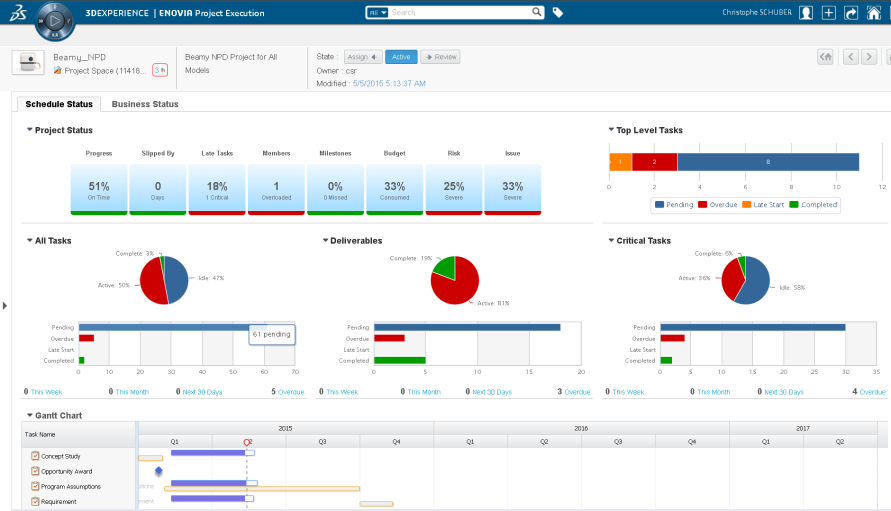 3DEXPERIENCE | ENOVIA Project Execution
All
Search
Christophe SCHUBER
Beamy_NPD
Project Space (11418...
3
Beamy NPD Project for All
Models
State :
Assign
Active
Review
Owner : csr
Modified : 5/5/2015 5:13:37 AM
Schedule Status
Business Status
Project Status
Progress Slipped By Late Tasks Members Milestones Budget Risk Issue
51% 0 18% 1 0% 33% 25% 33%
On Time Days 1 Critical Overloaded 0 Missed Consumed Severe Severe
Top Level Tasks
1 2 8
0 2 4 6 8 10 12
Pending Overdue Late Start Completed
All Tasks
Complete: 3%
Idle: 47%
Active: 50%
Pending
61 pending
Overdue
Late Start
Completed
0 10 20 30 40 50 60 70
0 This Week 0 This Month 0 Next 30 Days 5 Overdue
Deliverables
Complete: 19%
Active: 81%
Pending
Overdue
Late Start
Completed
0 5 10 15 20
0 This Week 0 This Month 0 Next 30 Days 3 Overdue
Critical Tasks
Complete: 6%
Active: 36%
Idle: 58%
Pending
Overdue
Late Start
Completed
0 5 10 15 20 25 30 35
0 This Week 0 This Month 0 Next 30 Days 4 Overdue
Gantt Chart
Task Name
2015 2016 2017
Q1 Q2 Q3 Q4 Q1 Q2 Q3 Q4 Q1 Q2
Concept Study
Opportunity Award
Program Assumptions
Requirement